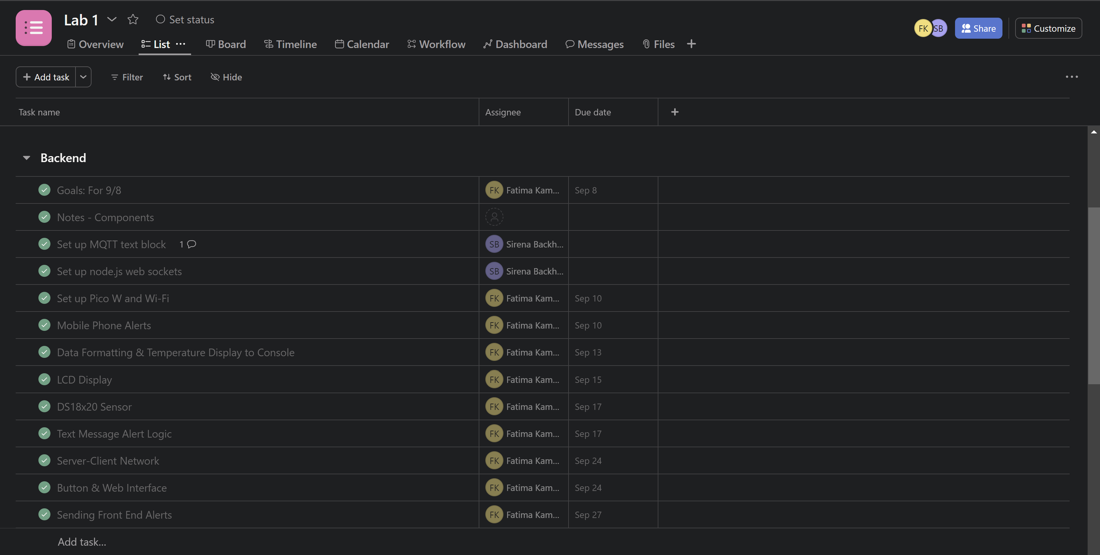 Lab 1 Set status
FK SB Share Customize
Overview List ... Board Timeline Calendar Workflow Dashboard Messages Files +
+ Add task Filter Sort Hide ...
Task name Assignee Due date +
Backend
Goals: For 9/8 FK Fatima Kam... Sep 8
Notes - Components
Set up MQTT text block 1 SB Sirena Backh...
Set up node.js web sockets SB Sirena Backh...
Set up Pico W and Wi-Fi FK Fatima Kam... Sep 10
Mobile Phone Alerts FK Fatima Kam... Sep 10
Data Formatting & Temperature Display to Console FK Fatima Kam... Sep 13
LCD Display FK Fatima Kam... Sep 15
DS18x20 Sensor FK Fatima Kam... Sep 17
Text Message Alert Logic FK Fatima Kam... Sep 17
Server-Client Network FK Fatima Kam... Sep 24
Button & Web Interface FK Fatima Kam... Sep 24
Sending Front End Alerts FK Fatima Kam... Sep 27
Add task...